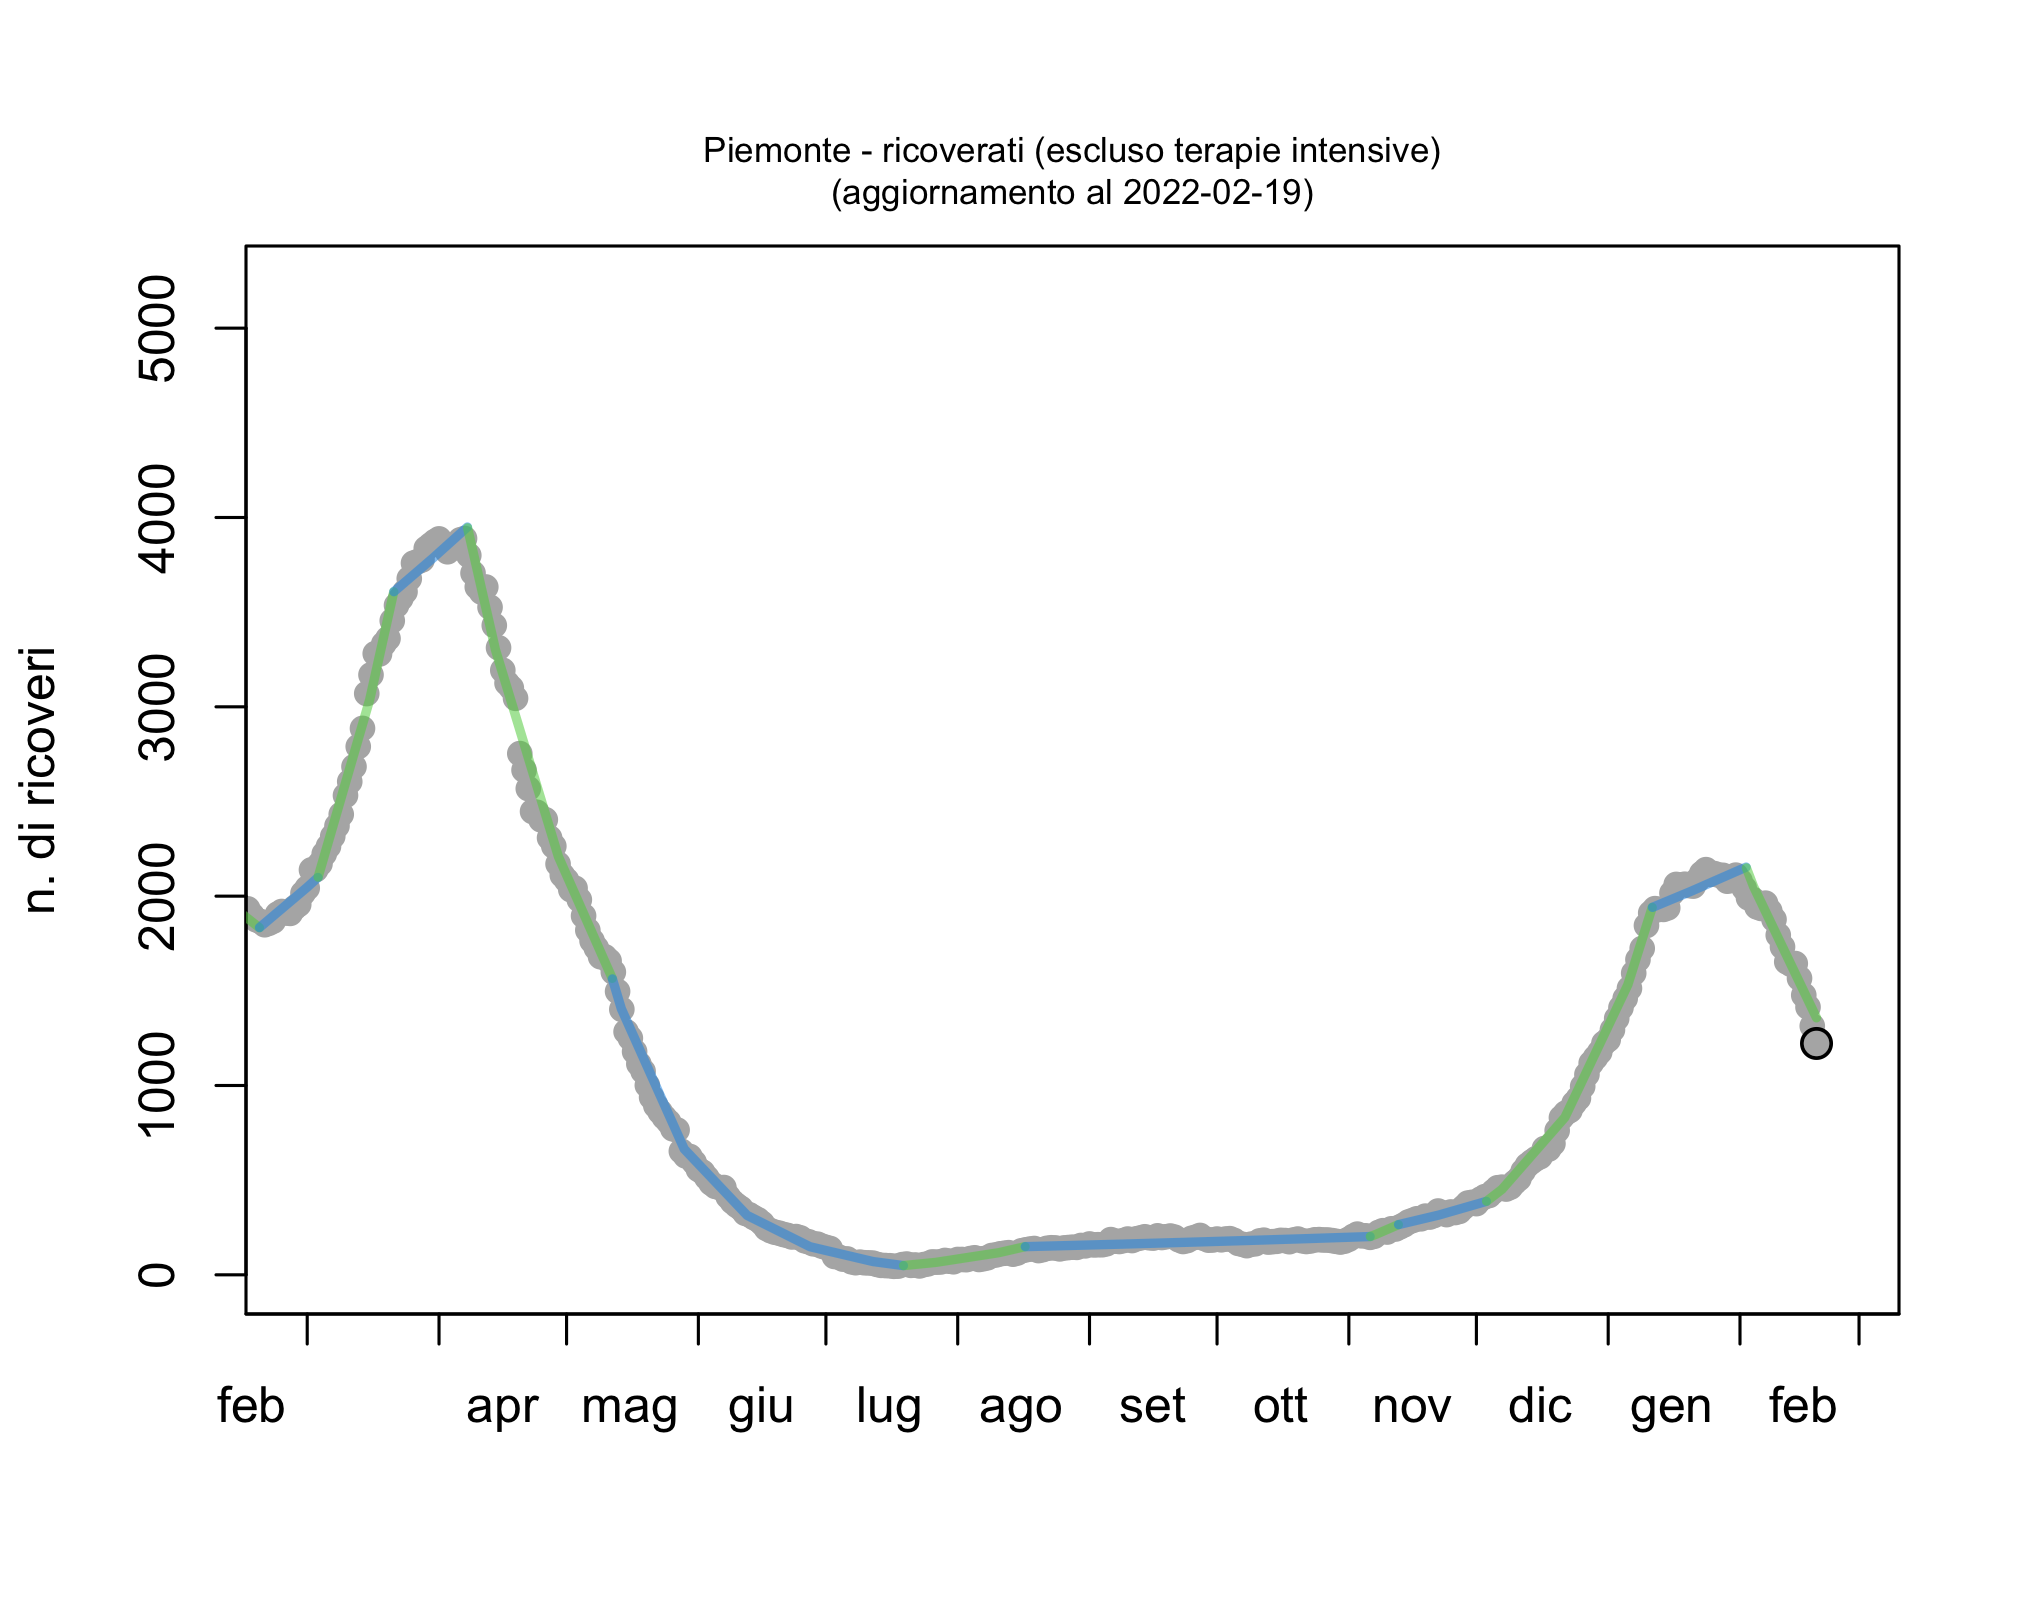 Piemonte - ricoverati (escluso terapie intensive)
(aggiornamento al 2022-02-19)
n. di ricoveri
5000
4000
3000
2000
1000
0
feb apr mag giu lug ago set ott nov dic gen feb